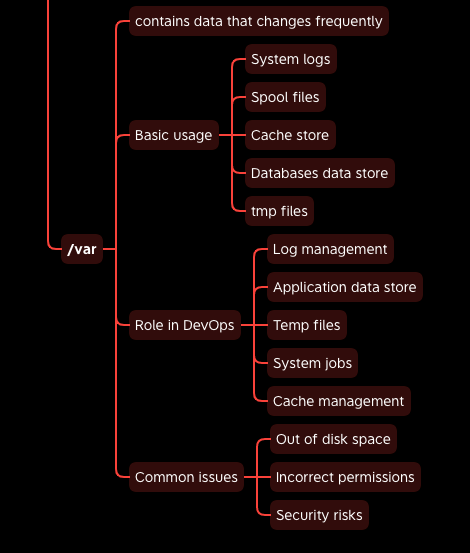 contains data that changes frequently
System logs
Spool files
Basic usage
Cache store
Databases data store
tmp files
/var
Log management
Application data store
Role in DevOps
Temp files
System jobs
Cache management
Out of disk space
Common issues
Incorrect permissions
Security risks